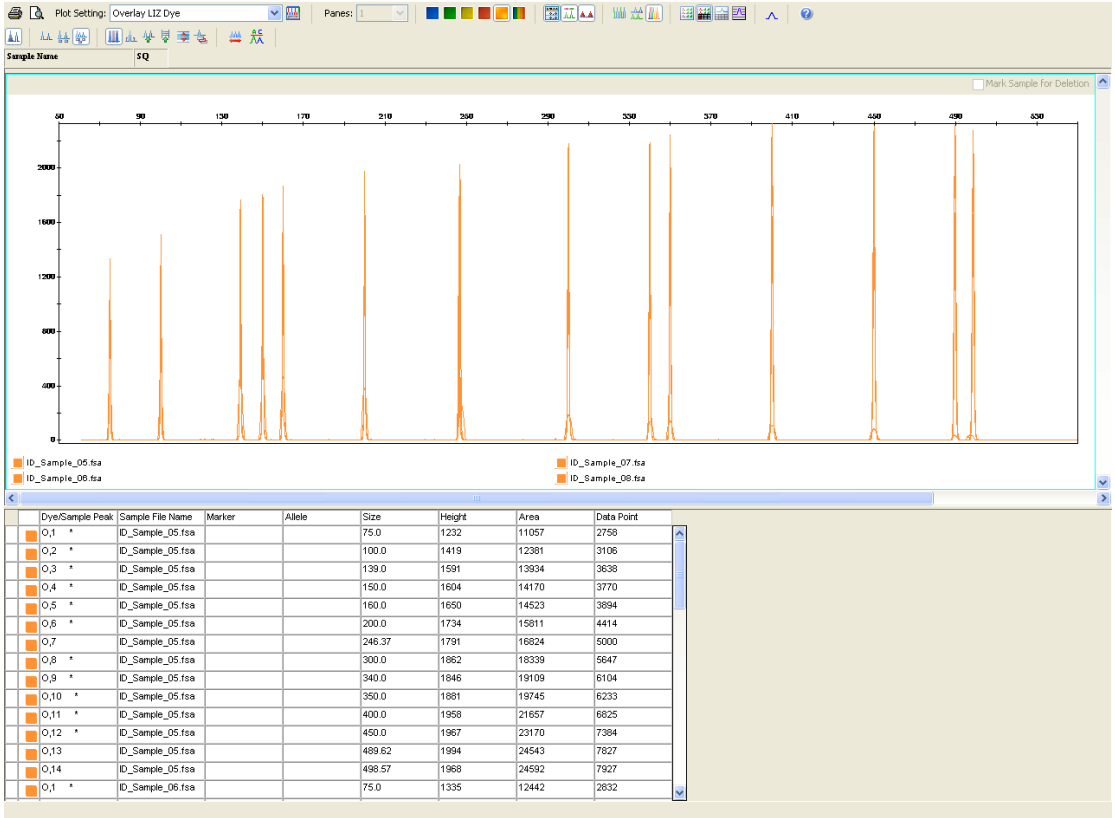 Plot Setting: Overlay LIZ Dye Panes: 1
Sample Name SQ
Mark Sample for Deletion
50 90 130 170 210 250 290 330 370 410 450 490 530
2000
1600
1200
800
400
0
ID_Sample_05.fsa ID_Sample_07.fsa
ID_Sample_06.fsa ID_Sample_08.fsa
Dye/Sample Peak Sample File Name Marker Allele Size Height Area Data Point
O,1 * ID_Sample_05.fsa 75.0 1232 11057 2758
O,2 * ID_Sample_05.fsa 100.0 1419 12381 3106
O,3 * ID_Sample_05.fsa 139.0 1591 13934 3638
O,4 * ID_Sample_05.fsa 150.0 1604 14170 3770
O,5 * ID_Sample_05.fsa 160.0 1650 14523 3894
O,6 * ID_Sample_05.fsa 200.0 1734 15811 4414
O,7 ID_Sample_05.fsa 246.37 1791 16824 5000
O,8 * ID_Sample_05.fsa 300.0 1862 18339 5647
O,9 * ID_Sample_05.fsa 340.0 1846 19109 6104
O,10 * ID_Sample_05.fsa 350.0 1881 19745 6233
O,11 * ID_Sample_05.fsa 400.0 1958 21657 6825
O,12 * ID_Sample_05.fsa 450.0 1967 23170 7384
O,13 ID_Sample_05.fsa 489.62 1994 24543 7827
O,14 ID_Sample_05.fsa 498.57 1968 24592 7927
O,1 * ID_Sample_06.fsa 75.0 1335 12442 2832